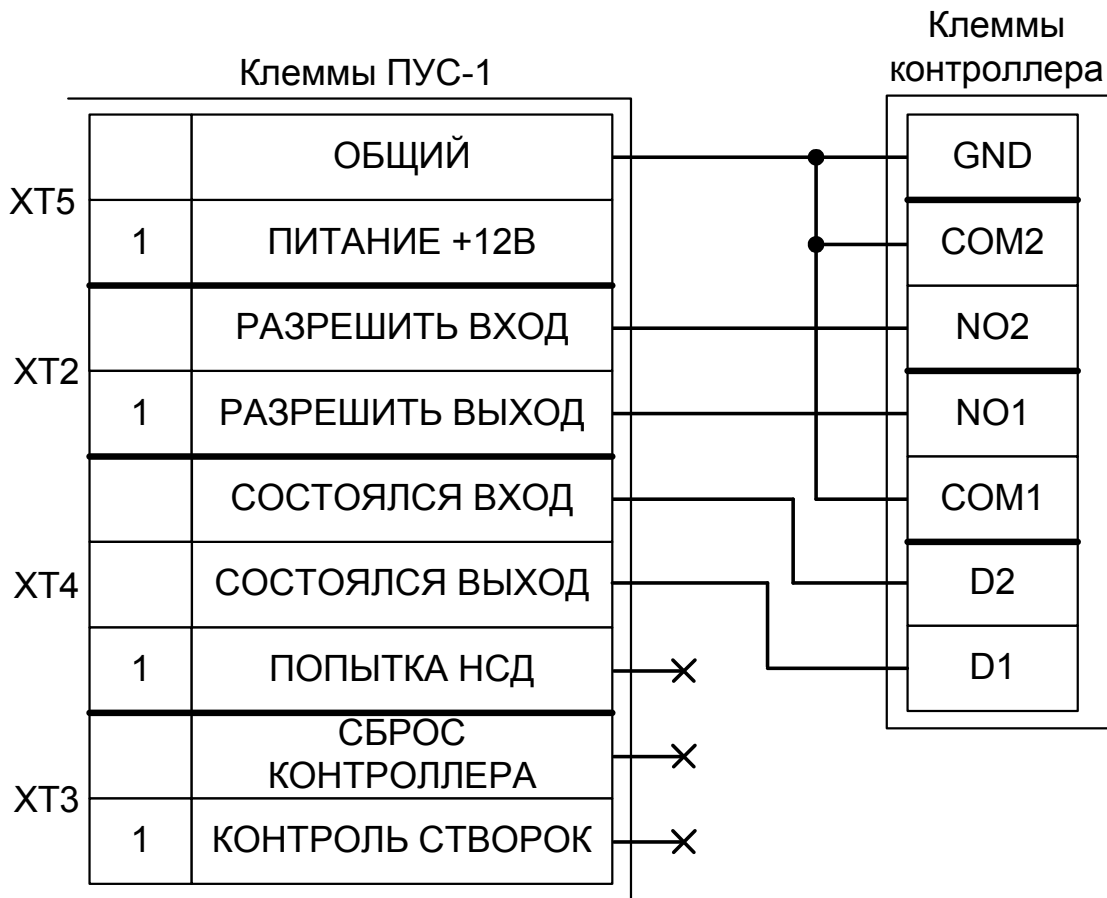 Клеммы ПУС-1
Клеммы
контроллера
XT5
ОБЩИЙ
1 ПИТАНИЕ +12В
XT2
РАЗРЕШИТЬ ВХОД
1 РАЗРЕШИТЬ ВЫХОД
XT4
СОСТОЯЛСЯ ВХОД
СОСТОЯЛСЯ ВЫХОД
1 ПОПЫТКА НСД
XT3
СБРОС
КОНТРОЛЛЕРА
1 КОНТРОЛЬ СТВОРОК
GND
COM2
NO2
NO1
COM1
D2
D1